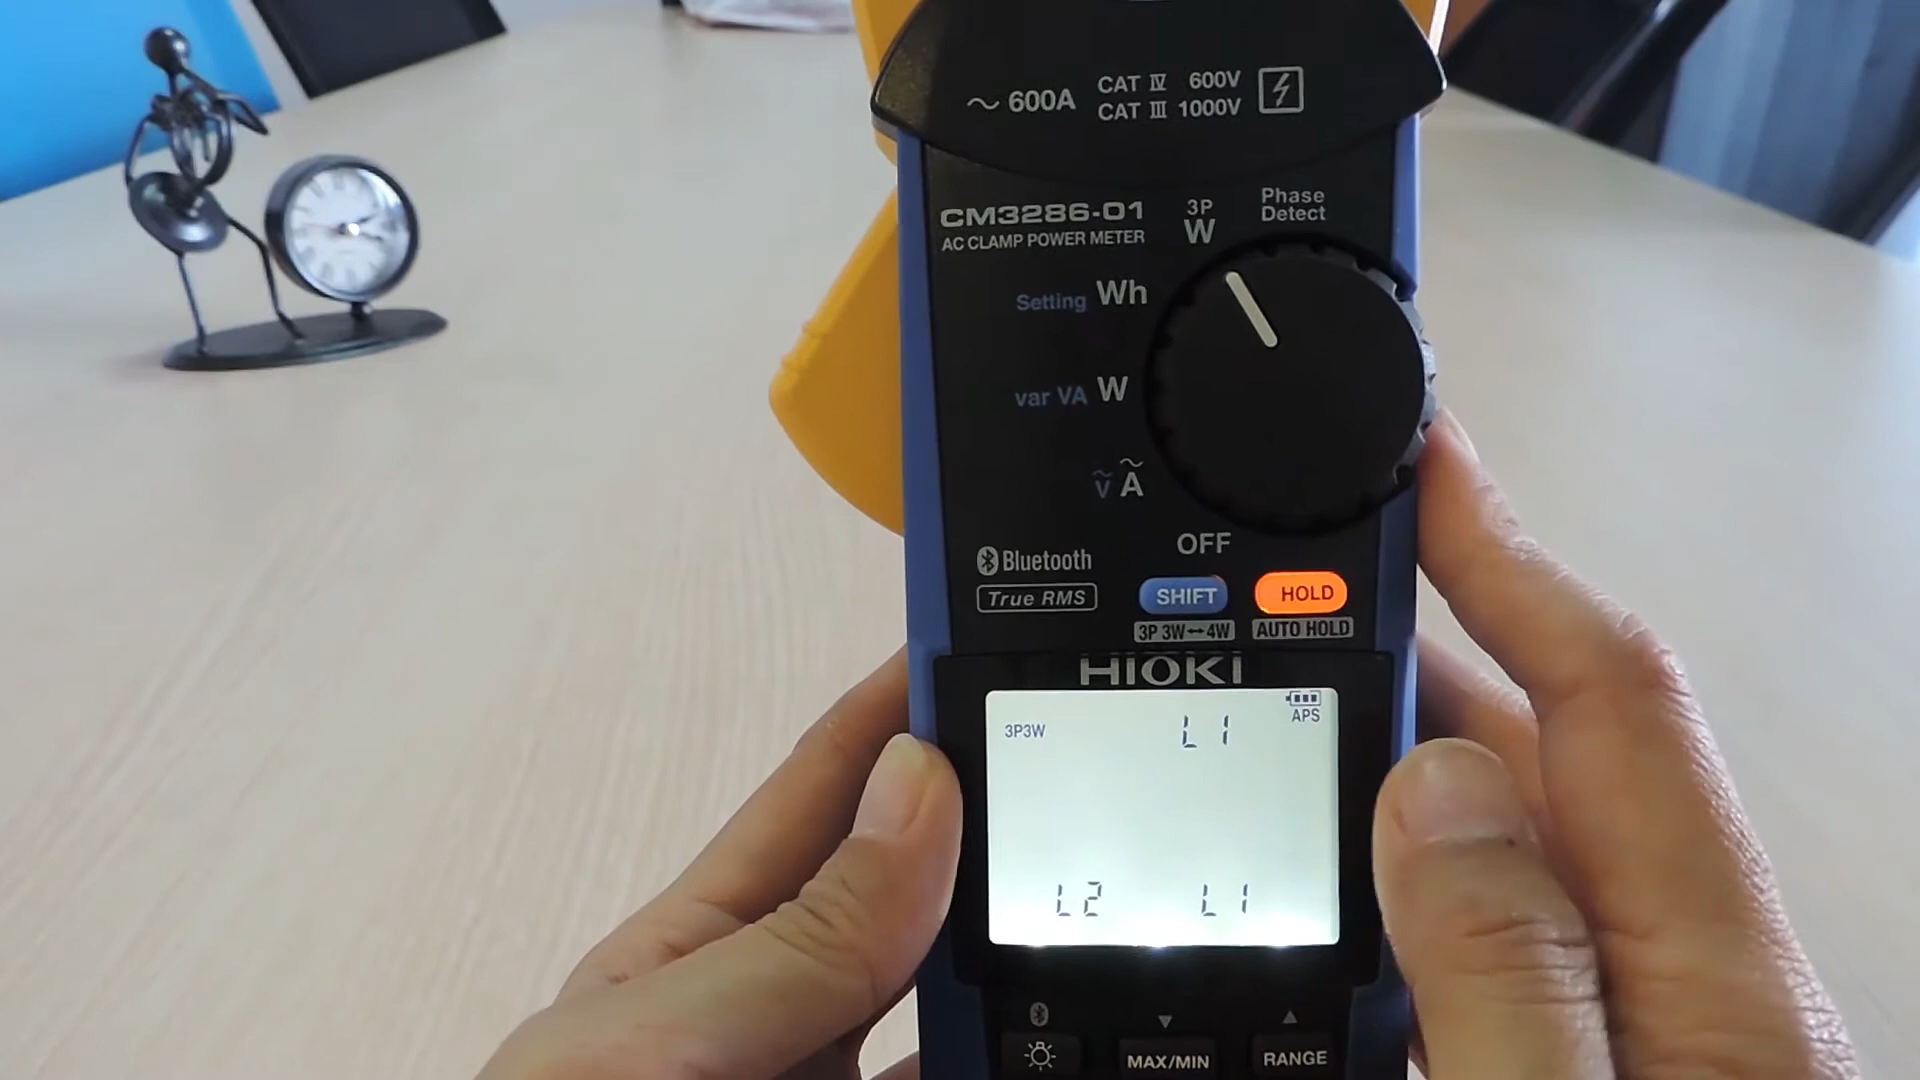 ～ 600A
CAT Ⅳ 600V
CAT Ⅲ 1000V
CM3286-01
AC CLAMP POWER METER
3P
W
Phase
Detect
Setting Wh
var VA W
Ṽ Ã
OFF
Bluetooth
True RMS
SHIFT
HOLD
3P 3W↔4W
AUTO HOLD
HIOKI
APS
3P3W
L1
L2 L1
▼
▲
MAX/MIN
RANGE